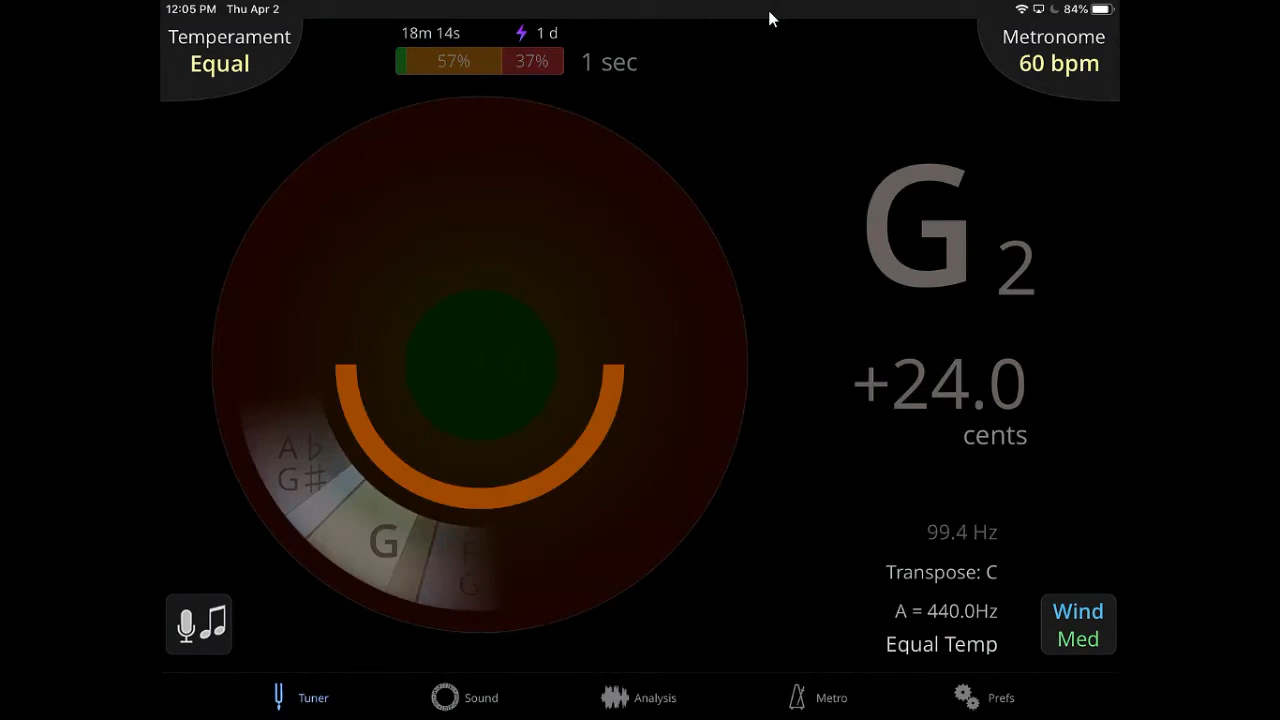 12:05 PM Thu Apr 2
84%
Temperament
Equal
18m 14s
1 d
57% 37%
1 sec
Metronome
60 bpm
G 2
+24.0
cents
A♭
G♯
G
F
G
99.4 Hz
Transpose: C
A = 440.0Hz
Equal Temp
Wind
Med
Tuner
Sound
Analysis
Metro
Prefs